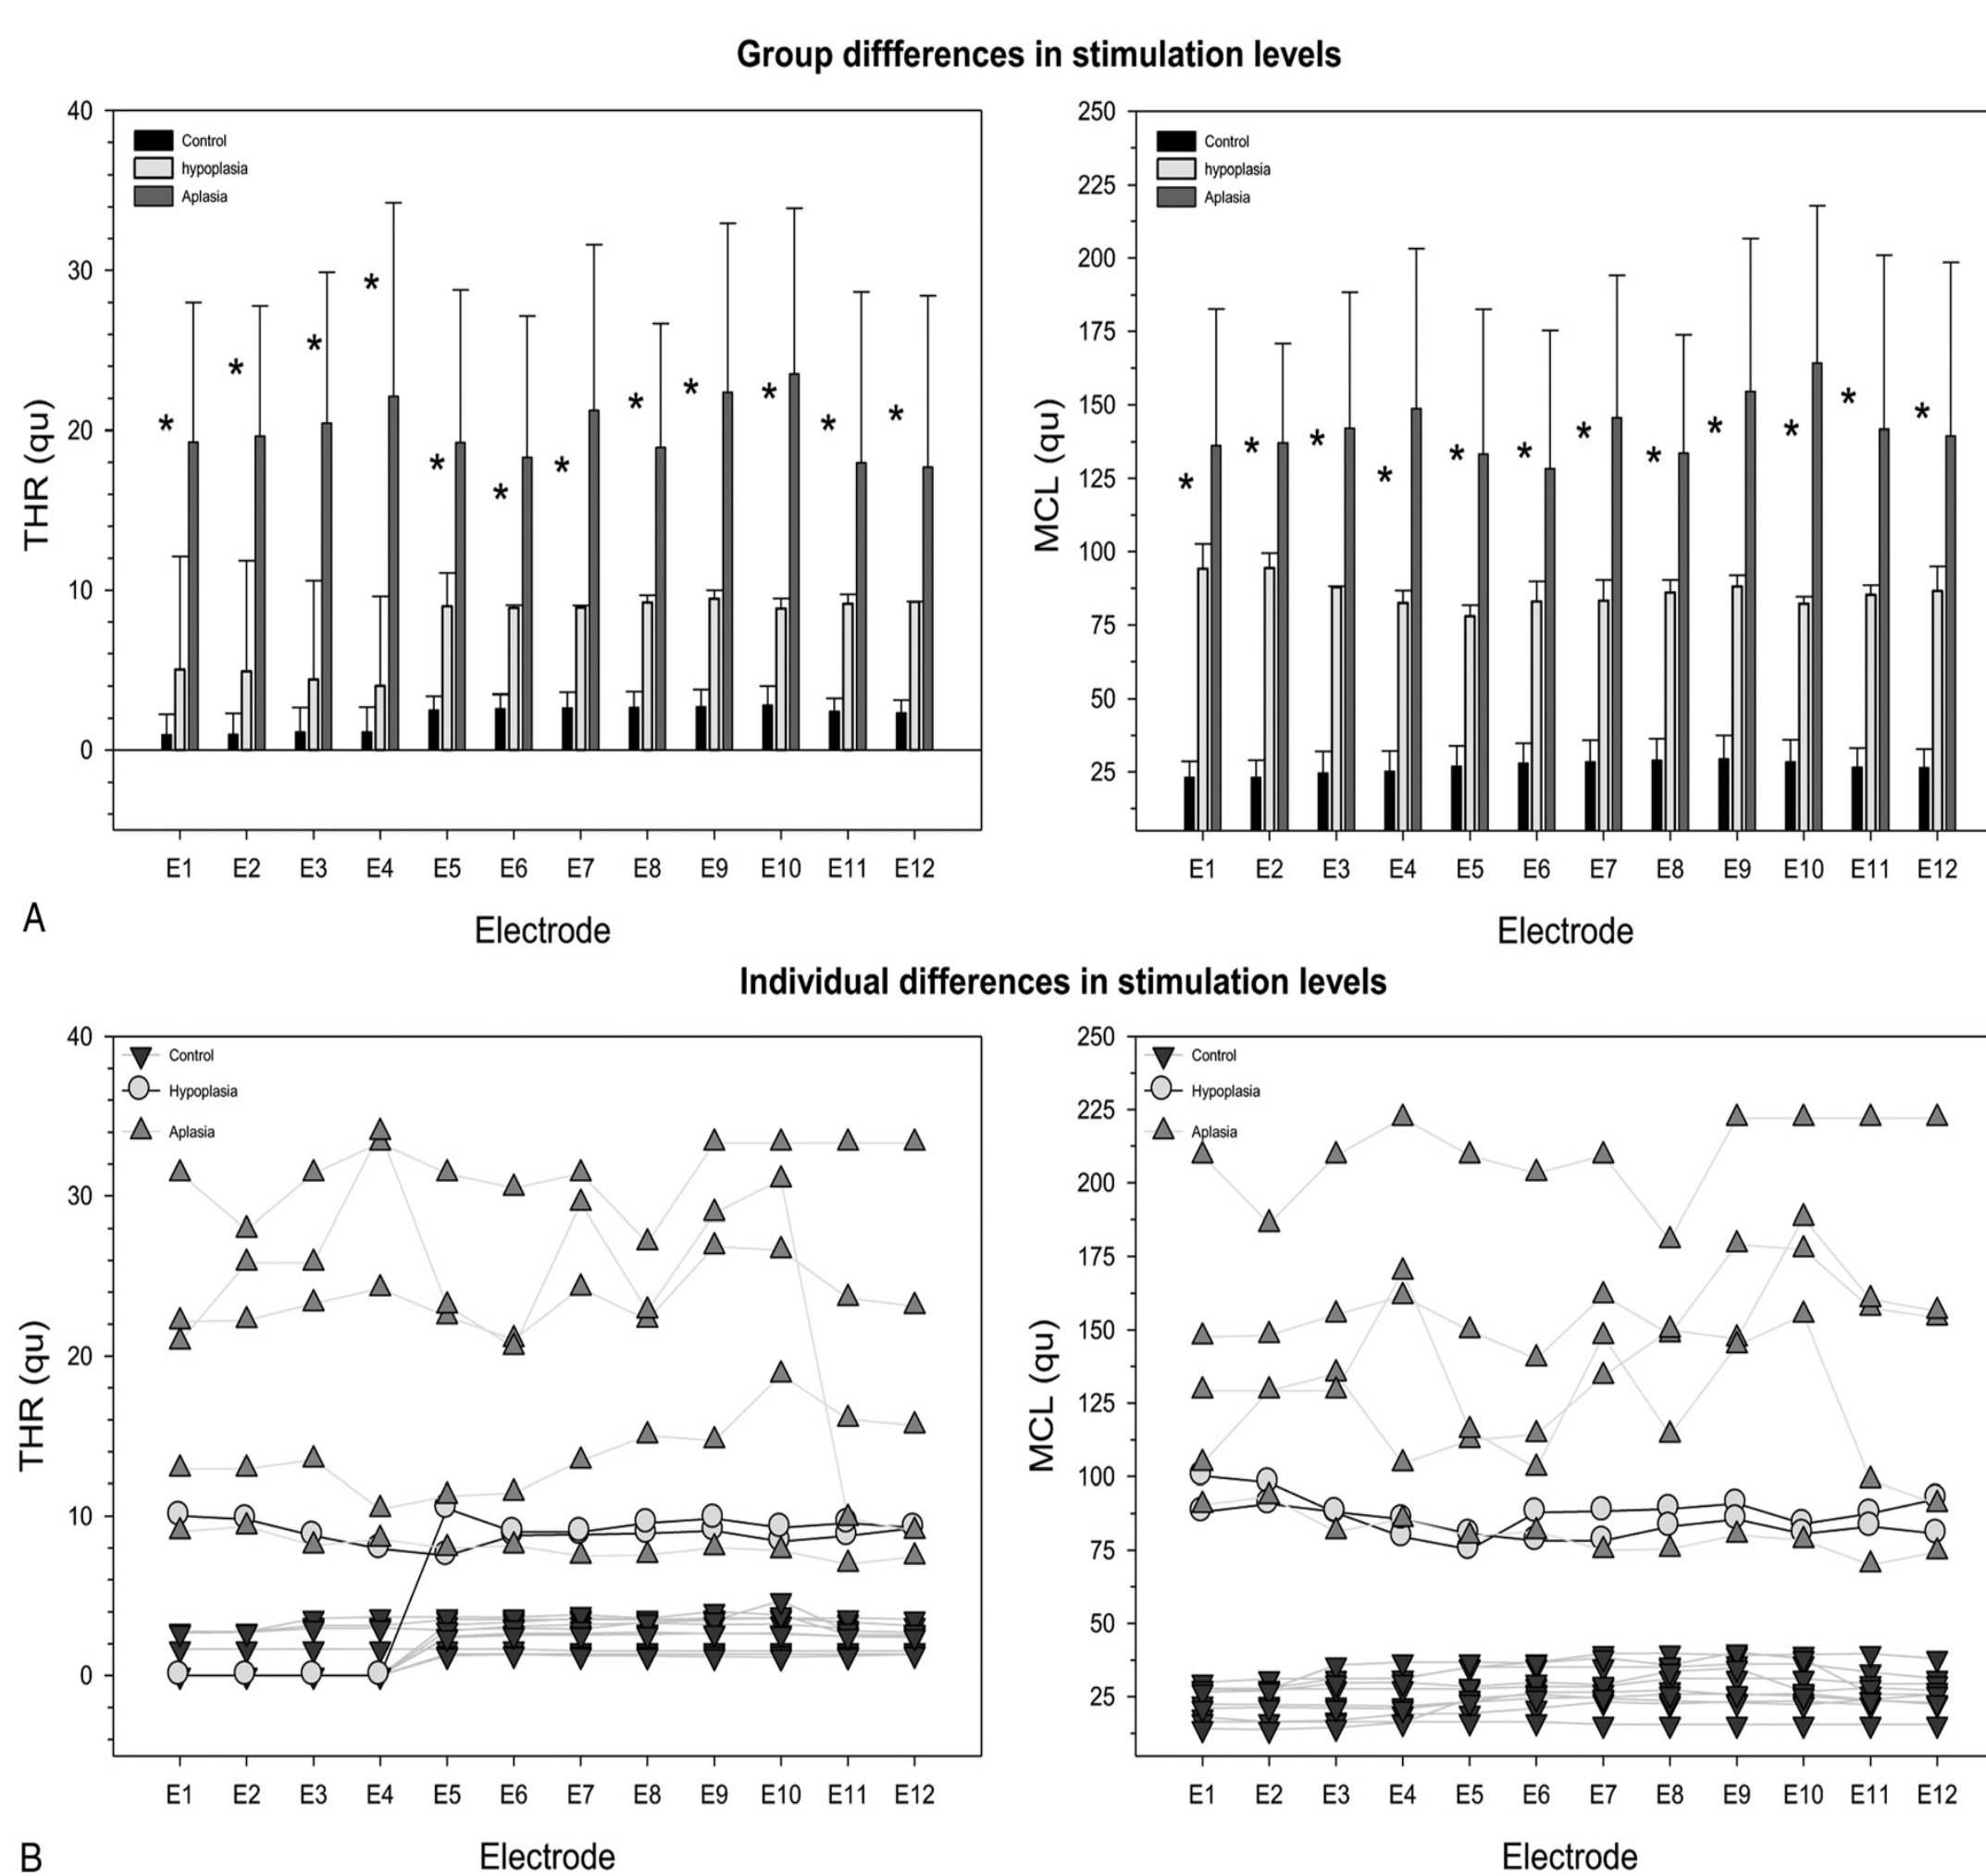 Group diffferences in stimulation levels
40
30
20
10
0
THR (qu)
Control
hypoplasia
Aplasia
* * * * * * * * * * * *
E1 E2 E3 E4 E5 E6 E7 E8 E9 E10 E11 E12
Electrode
A
250
225
200
175
150
125
100
75
50
25
MCL (qu)
Control
hypoplasia
Aplasia
* * * * * * * * * * * *
E1 E2 E3 E4 E5 E6 E7 E8 E9 E10 E11 E12
Electrode
Individual differences in stimulation levels
40
30
20
10
0
THR (qu)
Control
Hypoplasia
Aplasia
E1 E2 E3 E4 E5 E6 E7 E8 E9 E10 E11 E12
Electrode
B
250
225
200
175
150
125
100
75
50
25
MCL (qu)
Control
Hypoplasia
Aplasia
E1 E2 E3 E4 E5 E6 E7 E8 E9 E10 E11 E12
Electrode